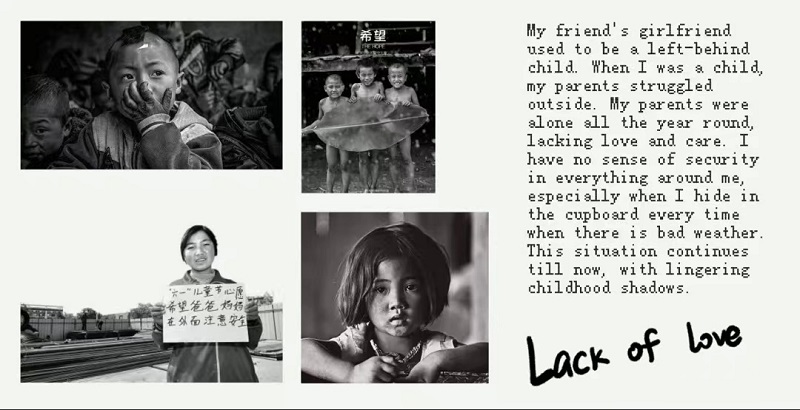 希望
THE HOPE
"六一"儿童节心愿
希望爸爸妈妈
在外面注意安全
My friend's girlfriend
used to be a left-behind
child. When I was a child,
my parents struggled
outside. My parents were
alone all the year round,
lacking love and care. I
have no sense of security
in everything around me,
especially when I hide in
the cupboard every time
when there is bad weather.
This situation continues
till now, with lingering
childhood shadows.
Lack of love